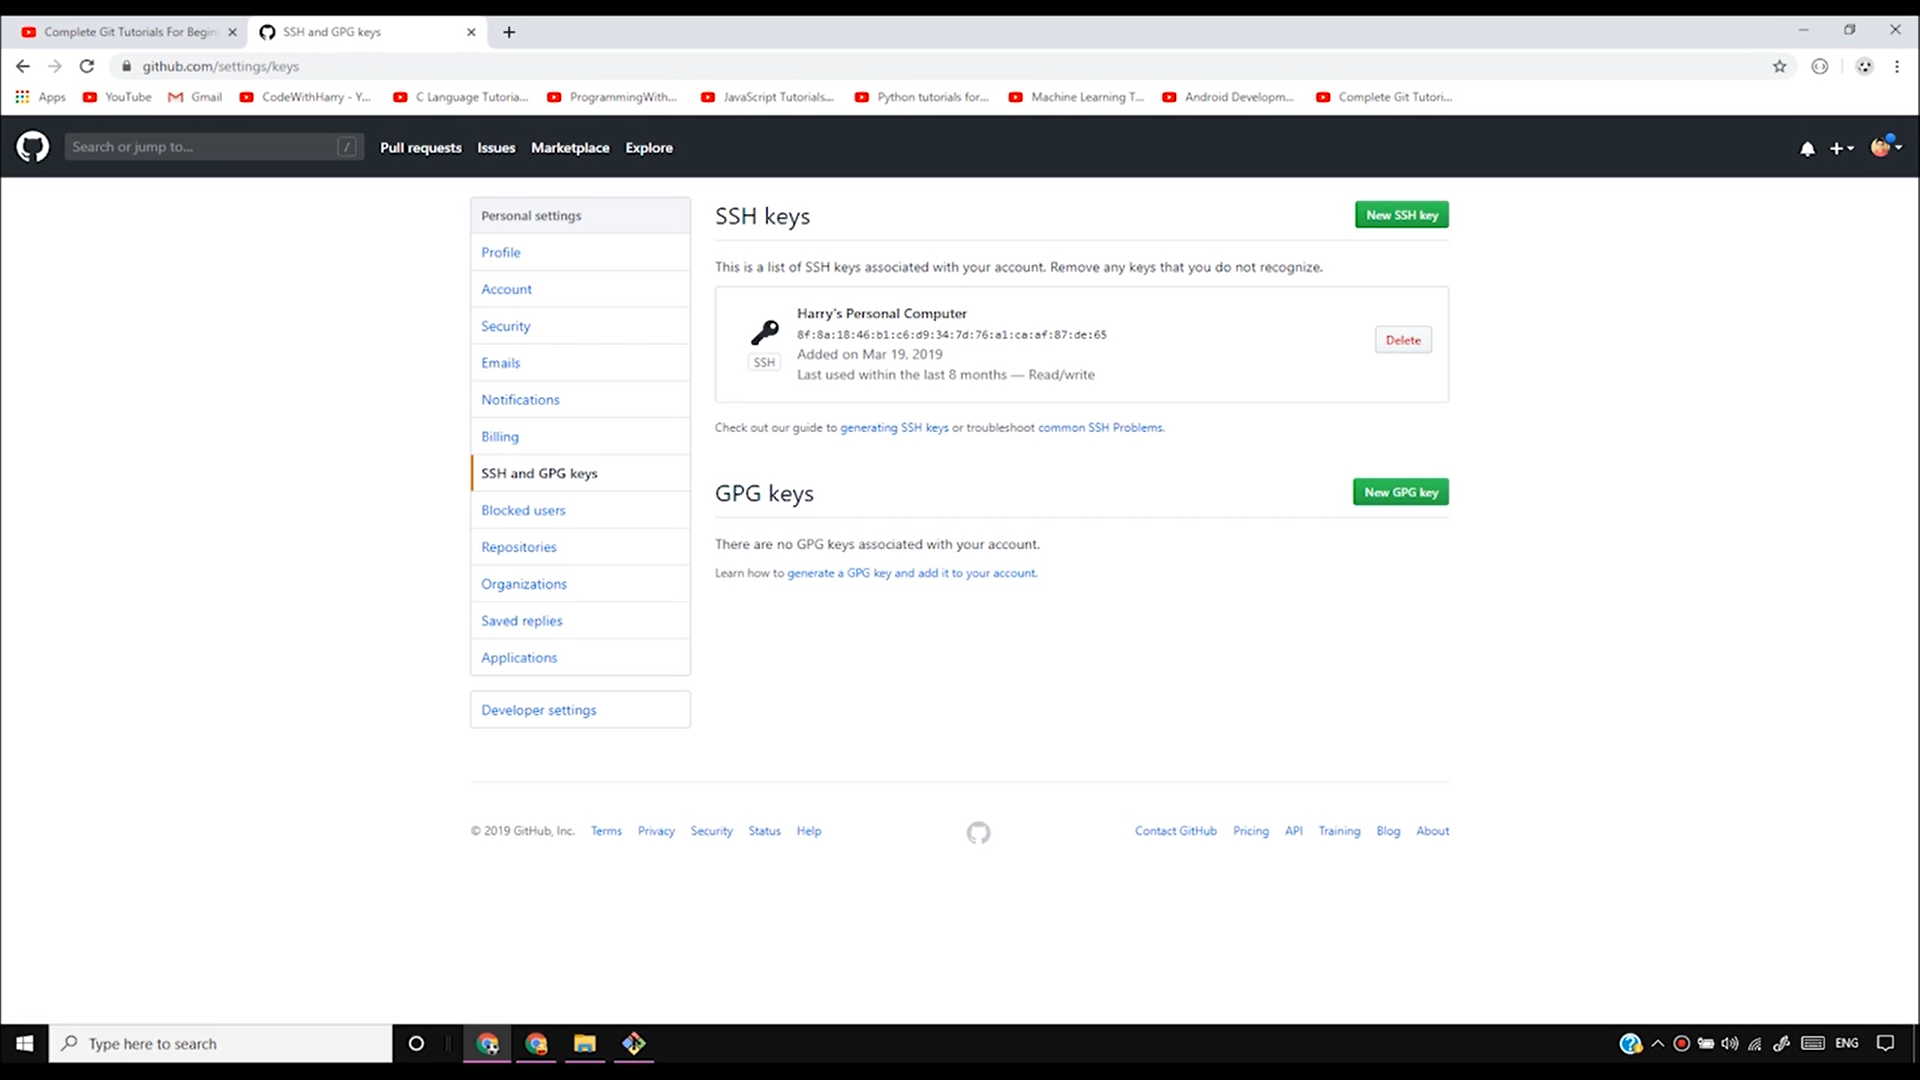 Complete Git Tutorials For Begin
SSH and GPG keys
github.com/settings/keys
Apps
YouTube
Gmail
CodeWithHarry - Y...
C Language Tutoria...
ProgrammingWith...
JavaScript Tutorials...
Python tutorials for...
Machine Learning T...
Android Developm...
Complete Git Tutori...
Search or jump to...
/
Pull requests
Issues
Marketplace
Explore
Personal settings
Profile
Account
Security
Emails
Notifications
Billing
SSH and GPG keys
Blocked users
Repositories
Organizations
Saved replies
Applications
Developer settings
SSH keys
New SSH key
This is a list of SSH keys associated with your account. Remove any keys that you do not recognize.
Harry's Personal Computer
8f:8a:18:46:b1:c6:d9:34:7d:76:a1:ca:af:87:de:65
Added on Mar 19, 2019
Last used within the last 8 months — Read/write
SSH
Delete
Check out our guide to generating SSH keys or troubleshoot common SSH Problems.
GPG keys
New GPG key
There are no GPG keys associated with your account.
Learn how to generate a GPG key and add it to your account.
© 2019 GitHub, Inc.
Terms
Privacy
Security
Status
Help
Contact GitHub
Pricing
API
Training
Blog
About
Type here to search
ENG